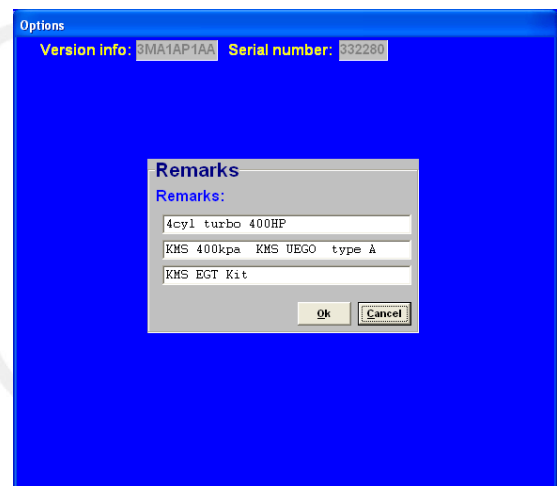 Options
Version info: 3MA1AP1AA Serial number: 332280
Remarks
Remarks:
4cyl turbo 400HP
KMS 400kpa KMS UEGO type A
KMS EGT Kit
Ok Cancel